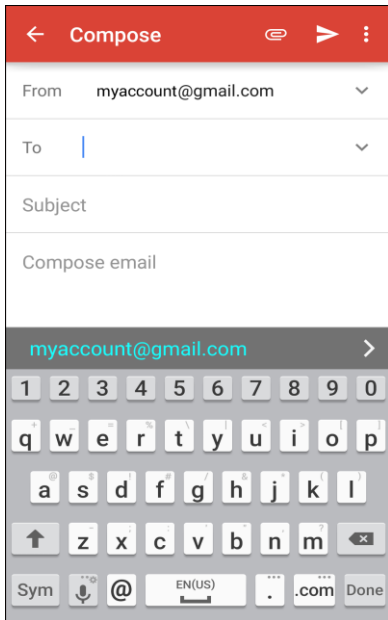 Compose
From myaccount@gmail.com
To
Subject
Compose email
myaccount@gmail.com
1 2 3 4 5 6 7 8 9 0
q w e r t y u i o p
a s d f g h j k l
z x c v b n m
Sym @ EN(US) . .com Done